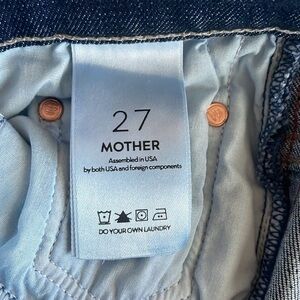 27
MOTHER
Assembled in USA
by both USA and foreign components
DO YOUR OWN LAUNDRY